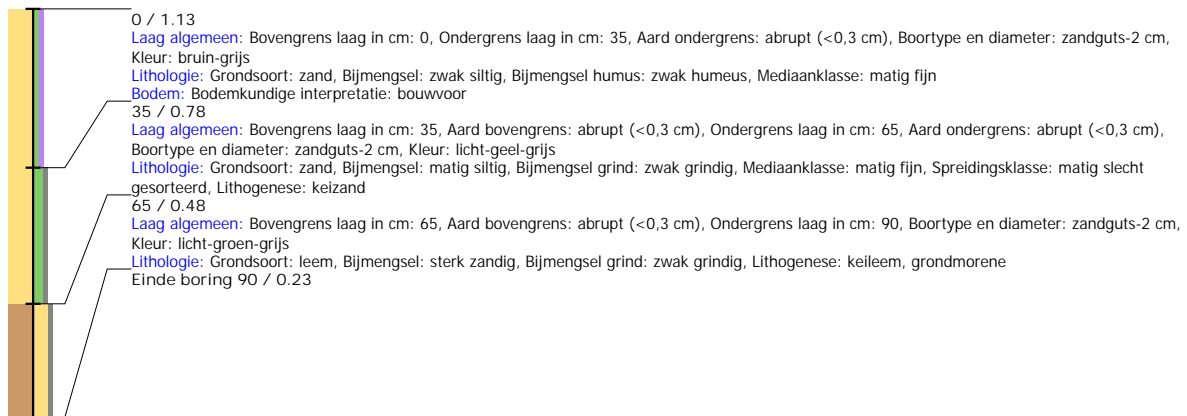 0 / 1.13
Laag algemeen: Bovengrens laag in cm: 0, Ondergrens laag in cm: 35, Aard ondergrens: abrupt (<0,3 cm), Boortype en diameter: zandguts-2 cm,
Kleur: bruin-grijs
Lithologie: Grondsoort: zand, Bijmengsel: zwak siltig, Bijmengsel humus: zwak humeus, Mediaanklasse: matig fijn
Bodem: Bodemkundige interpretatie: bouwvoor
35 / 0.78
Laag algemeen: Bovengrens laag in cm: 35, Aard bovengrens: abrupt (<0,3 cm), Ondergrens laag in cm: 65, Aard ondergrens: abrupt (<0,3 cm),
Boortype en diameter: zandguts-2 cm, Kleur: licht-geel-grijs
Lithologie: Grondsoort: zand, Bijmengsel: matig siltig, Bijmengsel grind: zwak grindig, Mediaanklasse: matig fijn, Spreidingsklasse: matig slecht
gesorteerd, Lithogenese: keizand
65 / 0.48
Laag algemeen: Bovengrens laag in cm: 65, Aard bovengrens: abrupt (<0,3 cm), Ondergrens laag in cm: 90, Boortype en diameter: zandguts-2 cm,
Kleur: licht-groen-grijs
Lithologie: Grondsoort: leem, Bijmengsel: sterk zandig, Bijmengsel grind: zwak grindig, Lithogenese: keileem, grondmorene
Einde boring 90 / 0.23